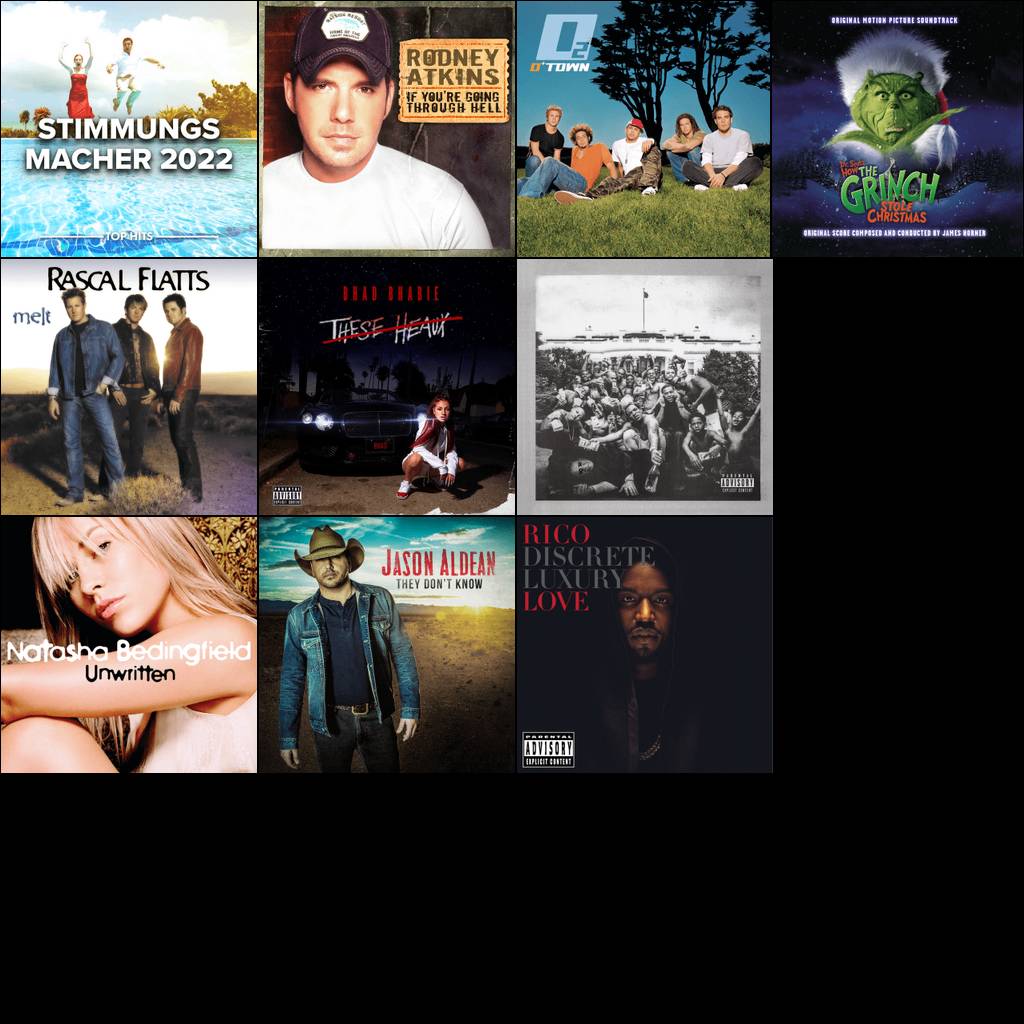 STIMMUNGS
MACHER 2022
TOP HITS
HOME OF THE
RODNEY
ATKINS
IF YOU'RE GOING
THROUGH HELL
O2
O*TOWN
ORIGINAL MOTION PICTURE SOUNDTRACK
Dr. Seuss'
HOW THE
GRINCH
STOLE
CHRISTMAS
ORIGINAL SCORE COMPOSED AND CONDUCTED BY JAMES HORNER
RASCAL FLATTS
melt
BHAD BHABIE
THESE HEAUX
PARENTAL
ADVISORY
EXPLICIT CONTENT
PARENTAL
ADVISORY
EXPLICIT CONTENT
Natasha Bedingfield
Unwritten
JASON ALDEAN
THEY DON'T KNOW
RICO
DISCRETE
LUXURY
LOVE
PARENTAL
ADVISORY
EXPLICIT CONTENT